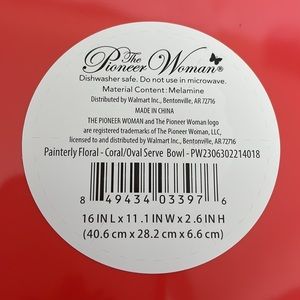 The
Pioneer Woman®
Dishwasher safe. Do not use in microwave.
Material Content: Melamine
Distributed by Walmart Inc., Bentonville, AR 72716
MADE IN CHINA
THE PIONEER WOMAN and The Pioneer Woman logo
are registered trademarks of The Pioneer Woman, LLC,
licensed to and distributed by Walmart Inc.,
Bentonville, AR 72716
Painterly Floral - Coral/Oval Serve Bowl - PW2306302214018
8 49434 03397 6
16 IN L x 11.1 IN W x 2.6 IN H
(40.6 cm x 28.2 cm x 6.6 cm)